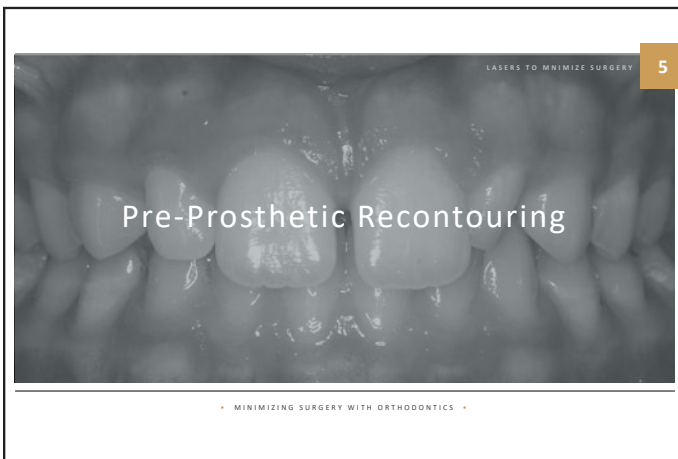 LASERS TO MNIMIZE SURGERY 5
Pre-Prosthetic Recontouring
• MINIMIZING SURGERY WITH ORTHODONTICS •